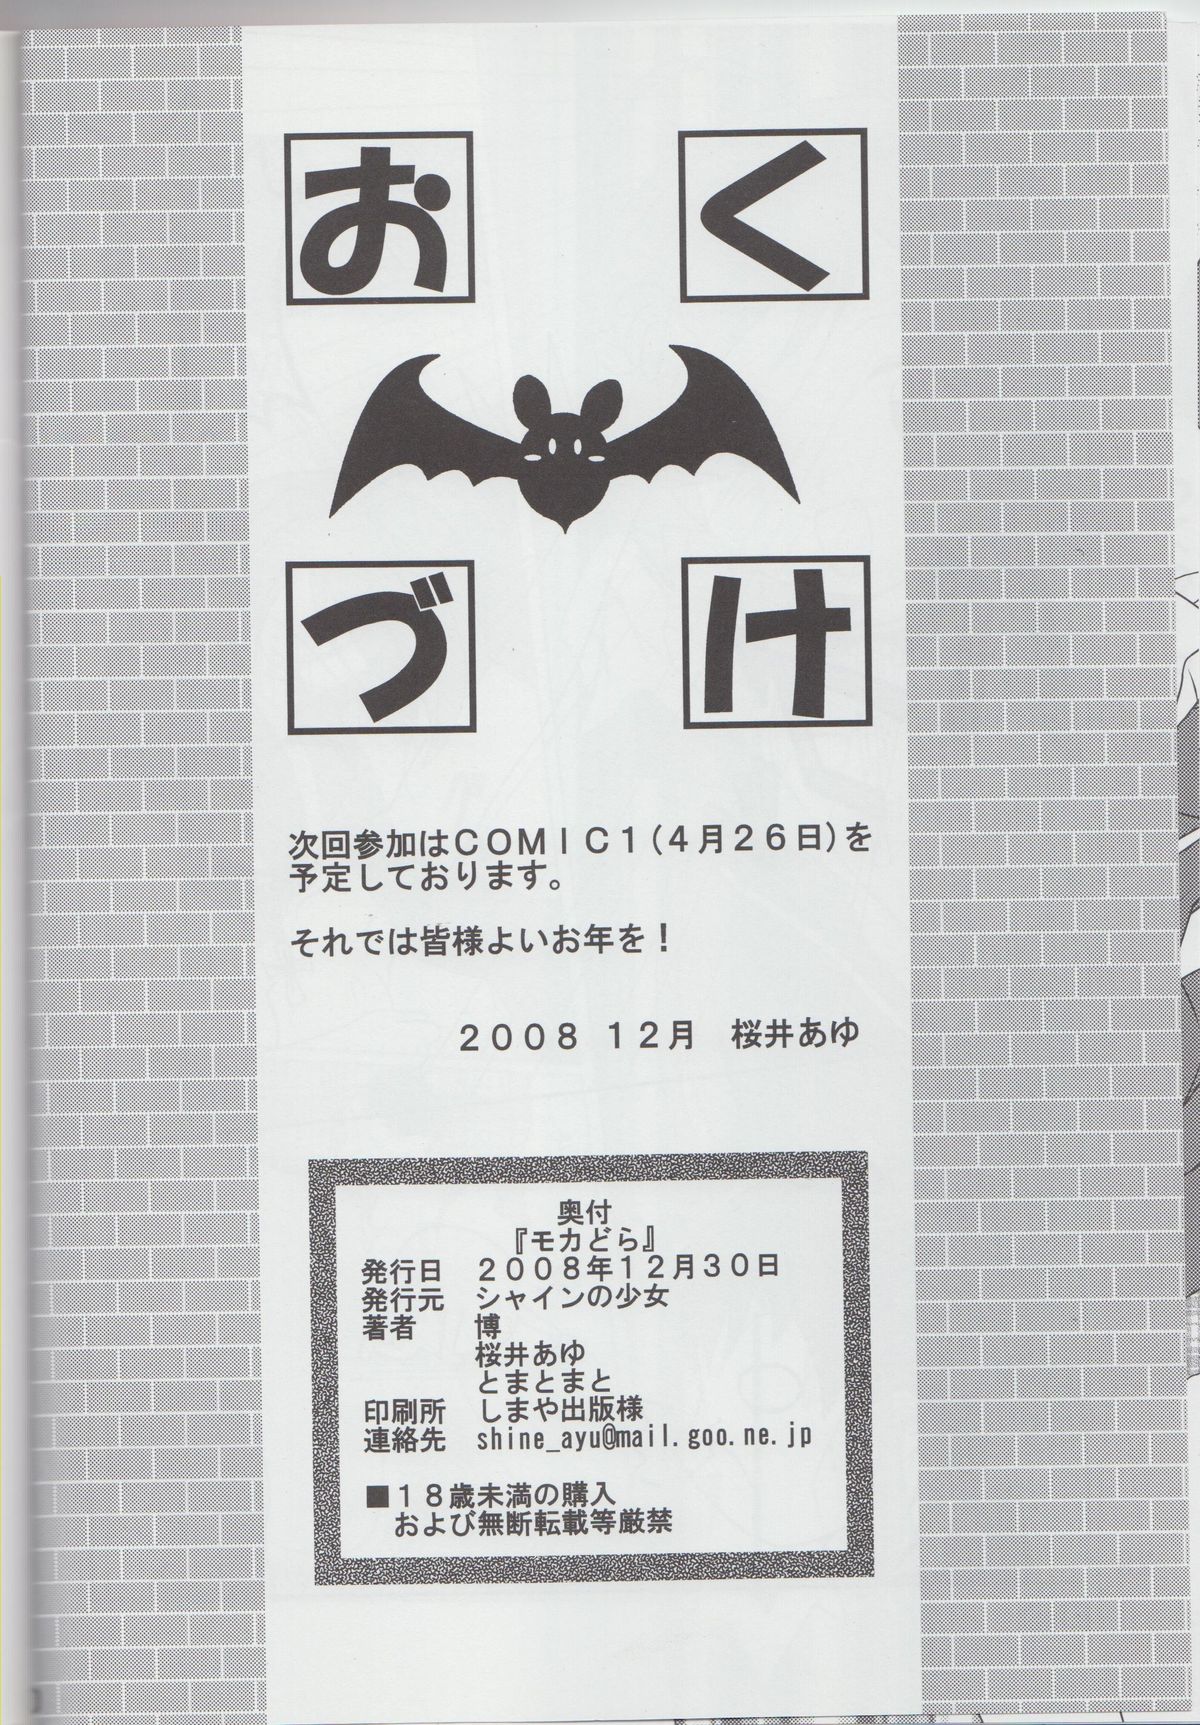 おく
づけ
次回参加はＣＯＭＩＣ１（４月２６日）を
予定しております。
それでは皆様よいお年を！
２００８ １２月　桜井あゆ
奥付
『モカどら』
発行日　２００８年１２月３０日
発行元　シャインの少女
著者　　博
桜井あゆ
とまとまと
印刷所　しまや出版様
連絡先　shine_ayu@mail.goo.ne.jp
■１８歳未満の購入
および無断転載等厳禁